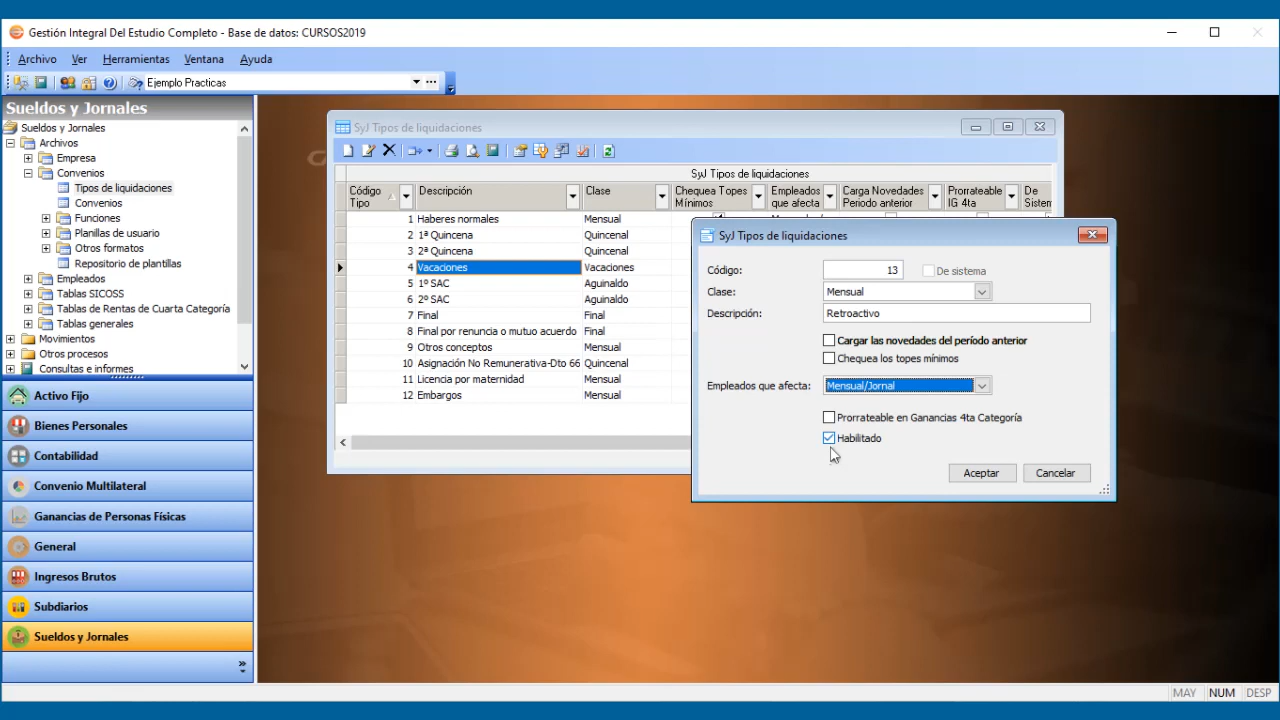 Gestión Integral Del Estudio Completo - Base de datos: CURSOS2019
Archivo Ver Herramientas Ventana Ayuda
Ejemplo Practicas
Sueldos y Jornales
Sueldos y Jornales
Archivos
Empresa
Convenios
Tipos de liquidaciones
Convenios
Funciones
Planillas de usuario
Otros formatos
Repositorio de plantillas
Empleados
Tablas SICOSS
Tablas de Rentas de Cuarta Categoría
Tablas generales
Movimientos
Otros procesos
Consultas e informes
Activo Fijo
Bienes Personales
Contabilidad
Convenio Multilateral
Ganancias de Personas Físicas
General
Ingresos Brutos
Subdiarios
Sueldos y Jornales
SyJ Tipos de liquidaciones
SyJ Tipos de liquidaciones
Código Tipo Descripción Clase Chequea Topes Mínimos Empleados que afecta Carga Novedades Periodo anterior Prorrateable IG 4ta De Sistem
1 Haberes normales Mensual
2 1ª Quincena Quincenal
3 2ª Quincena Quincenal
4 Vacaciones Vacaciones
5 1º SAC Aguinaldo
6 2º SAC Aguinaldo
7 Final Final
8 Final por renuncia o mutuo acuerdo Final
9 Otros conceptos Mensual
10 Asignación No Remunerativa-Dto 66 Quincenal
11 Licencia por maternidad Mensual
12 Embargos Mensual
SyJ Tipos de liquidaciones
Código: 13 De sistema
Clase: Mensual
Descripción: Retroactivo
Cargar las novedades del período anterior
Chequea los topes mínimos
Empleados que afecta: Mensual/Jornal
Prorrateable en Ganancias 4ta Categoría
Habilitado
Aceptar Cancelar
MAY NUM DESP